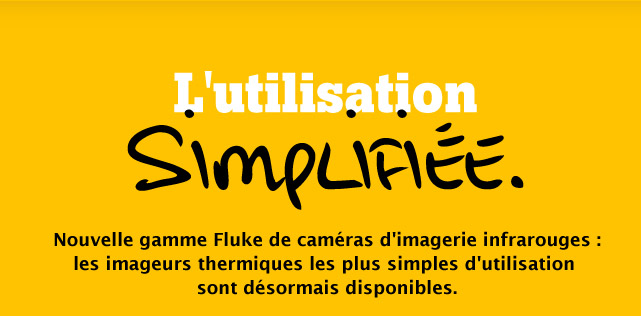 L'utilisation
SIMPLIFIÉE.
Nouvelle gamme Fluke de caméras d'imagerie infrarouges :
les imageurs thermiques les plus simples d'utilisation
sont désormais disponibles.